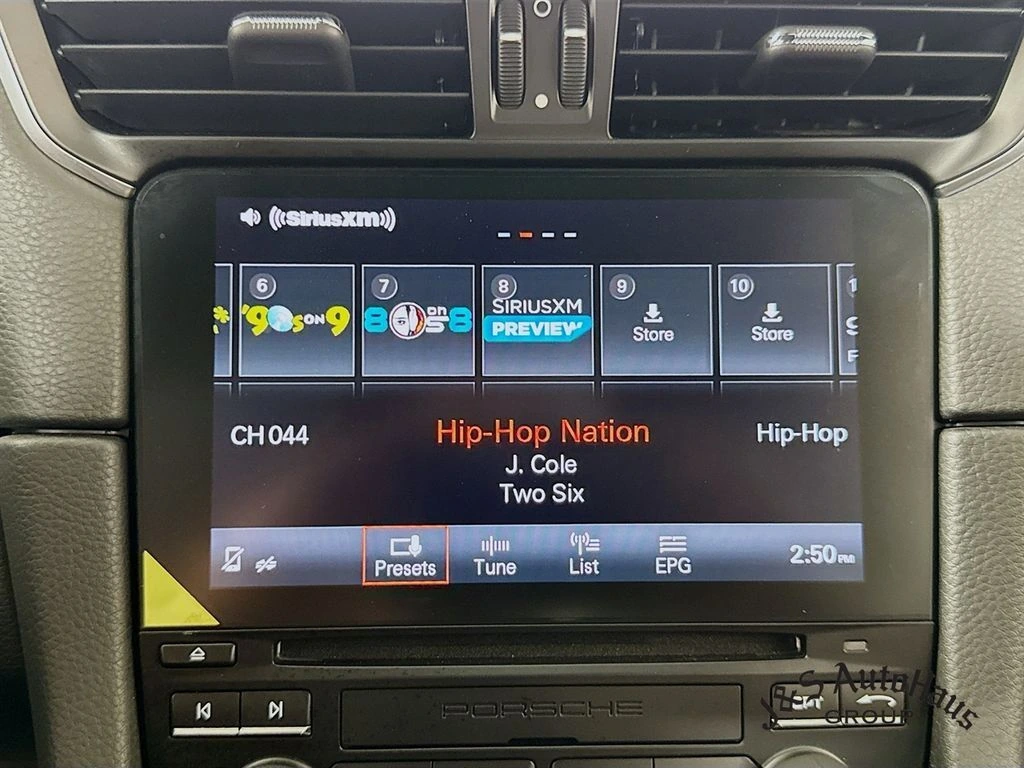 ((SiriusXM))
6
7
8
9
10
'90s ON 9
80s on 8
SIRIUSXM
PREVIEW
Store
Store
CH 044
Hip-Hop Nation
Hip-Hop
J. Cole
Two Six
Presets
Tune
List
EPG
2:50 PM
PORSCHE
AutoHaus
GROUP